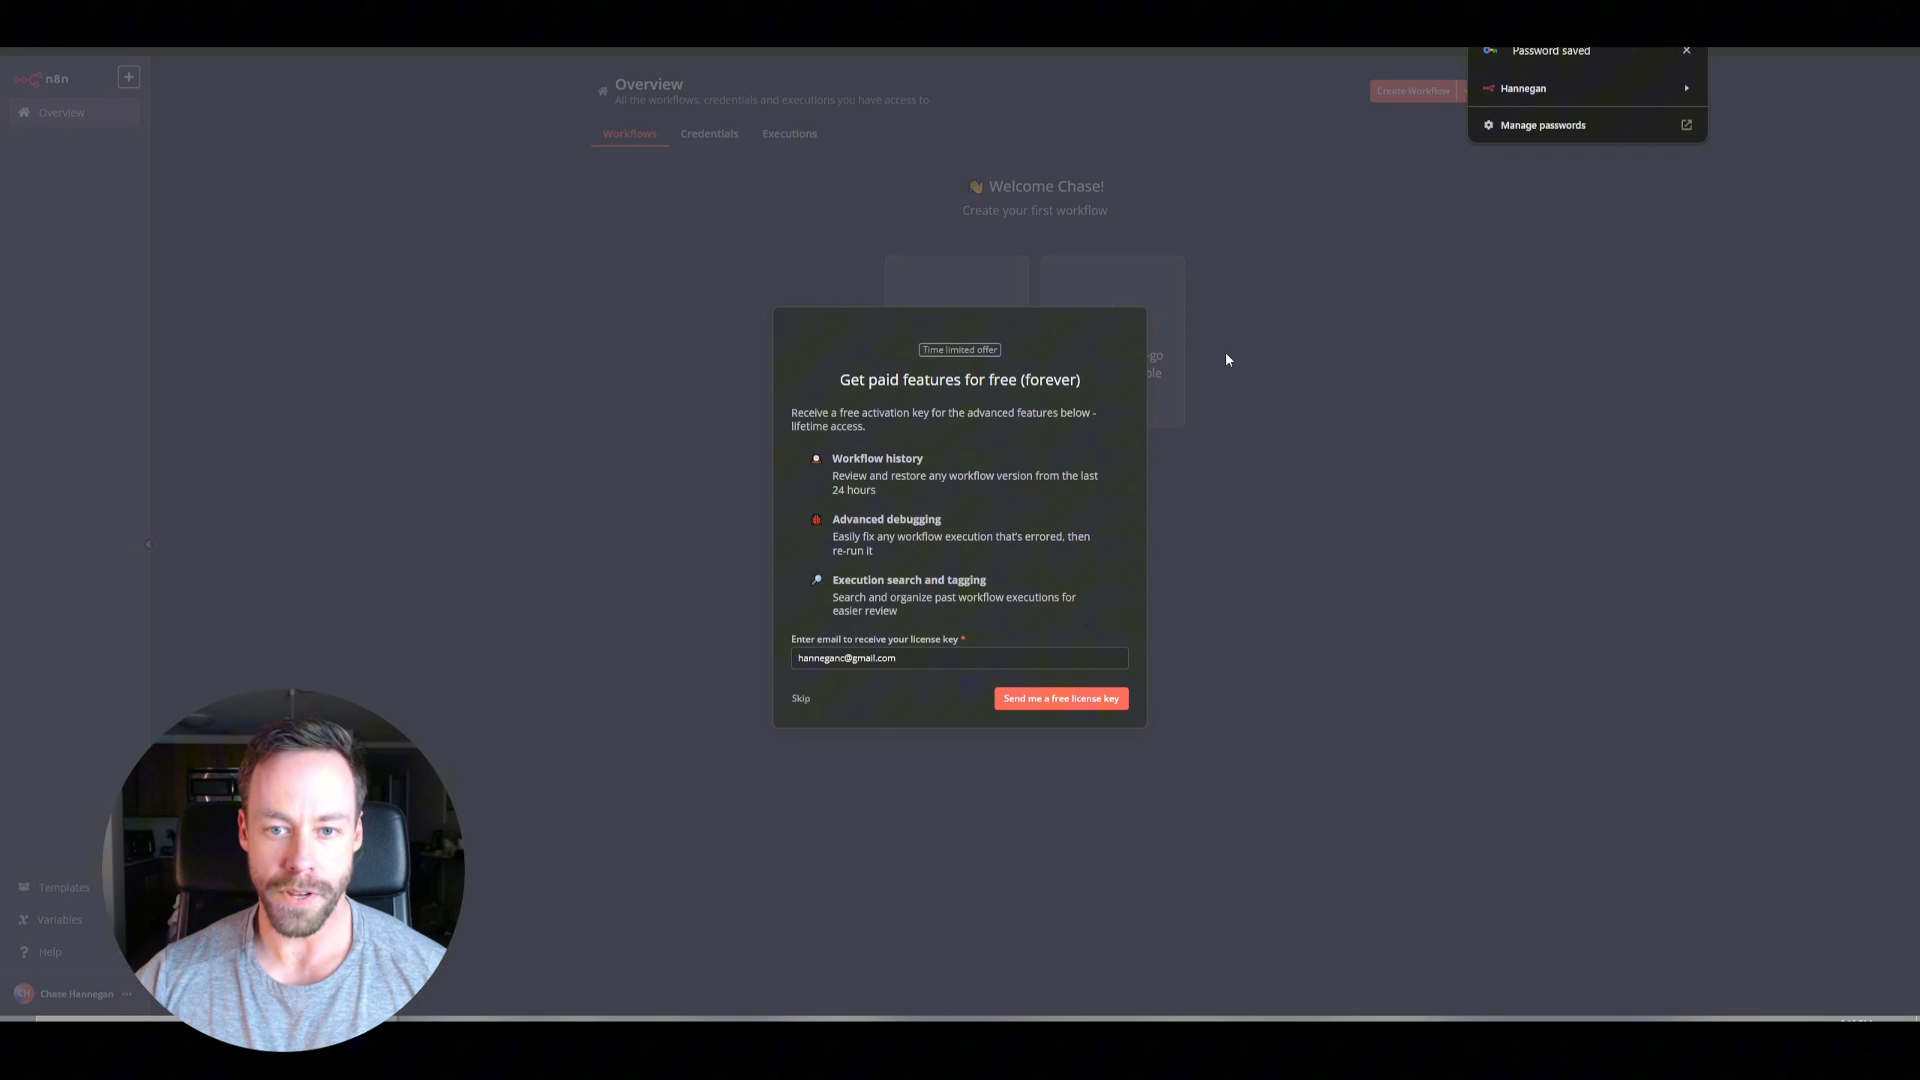 Password saved
n8n
Hannegan
Manage passwords
Overview
Overview
All the workflows, credentials and executions you have access to
Create Workflow
Workflows
Credentials
Executions
👋 Welcome Chase!
Create your first workflow
Time limited offer
Get paid features for free (forever)
Receive a free activation key for the advanced features below -
lifetime access.
Workflow history
Review and restore any workflow version from the last
24 hours
Advanced debugging
Easily fix any workflow execution that's errored, then
re-run it
Execution search and tagging
Search and organize past workflow executions for
easier review
Enter email to receive your license key *
hanneganc@gmail.com
Skip
Send me a free license key
Templates
Variables
Help
CH
Chase Hannegan